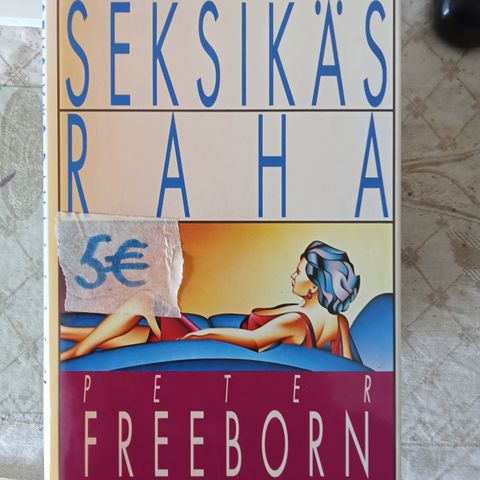 SEKSIKÄS
RAHA
5€
PETER
FREEBORN